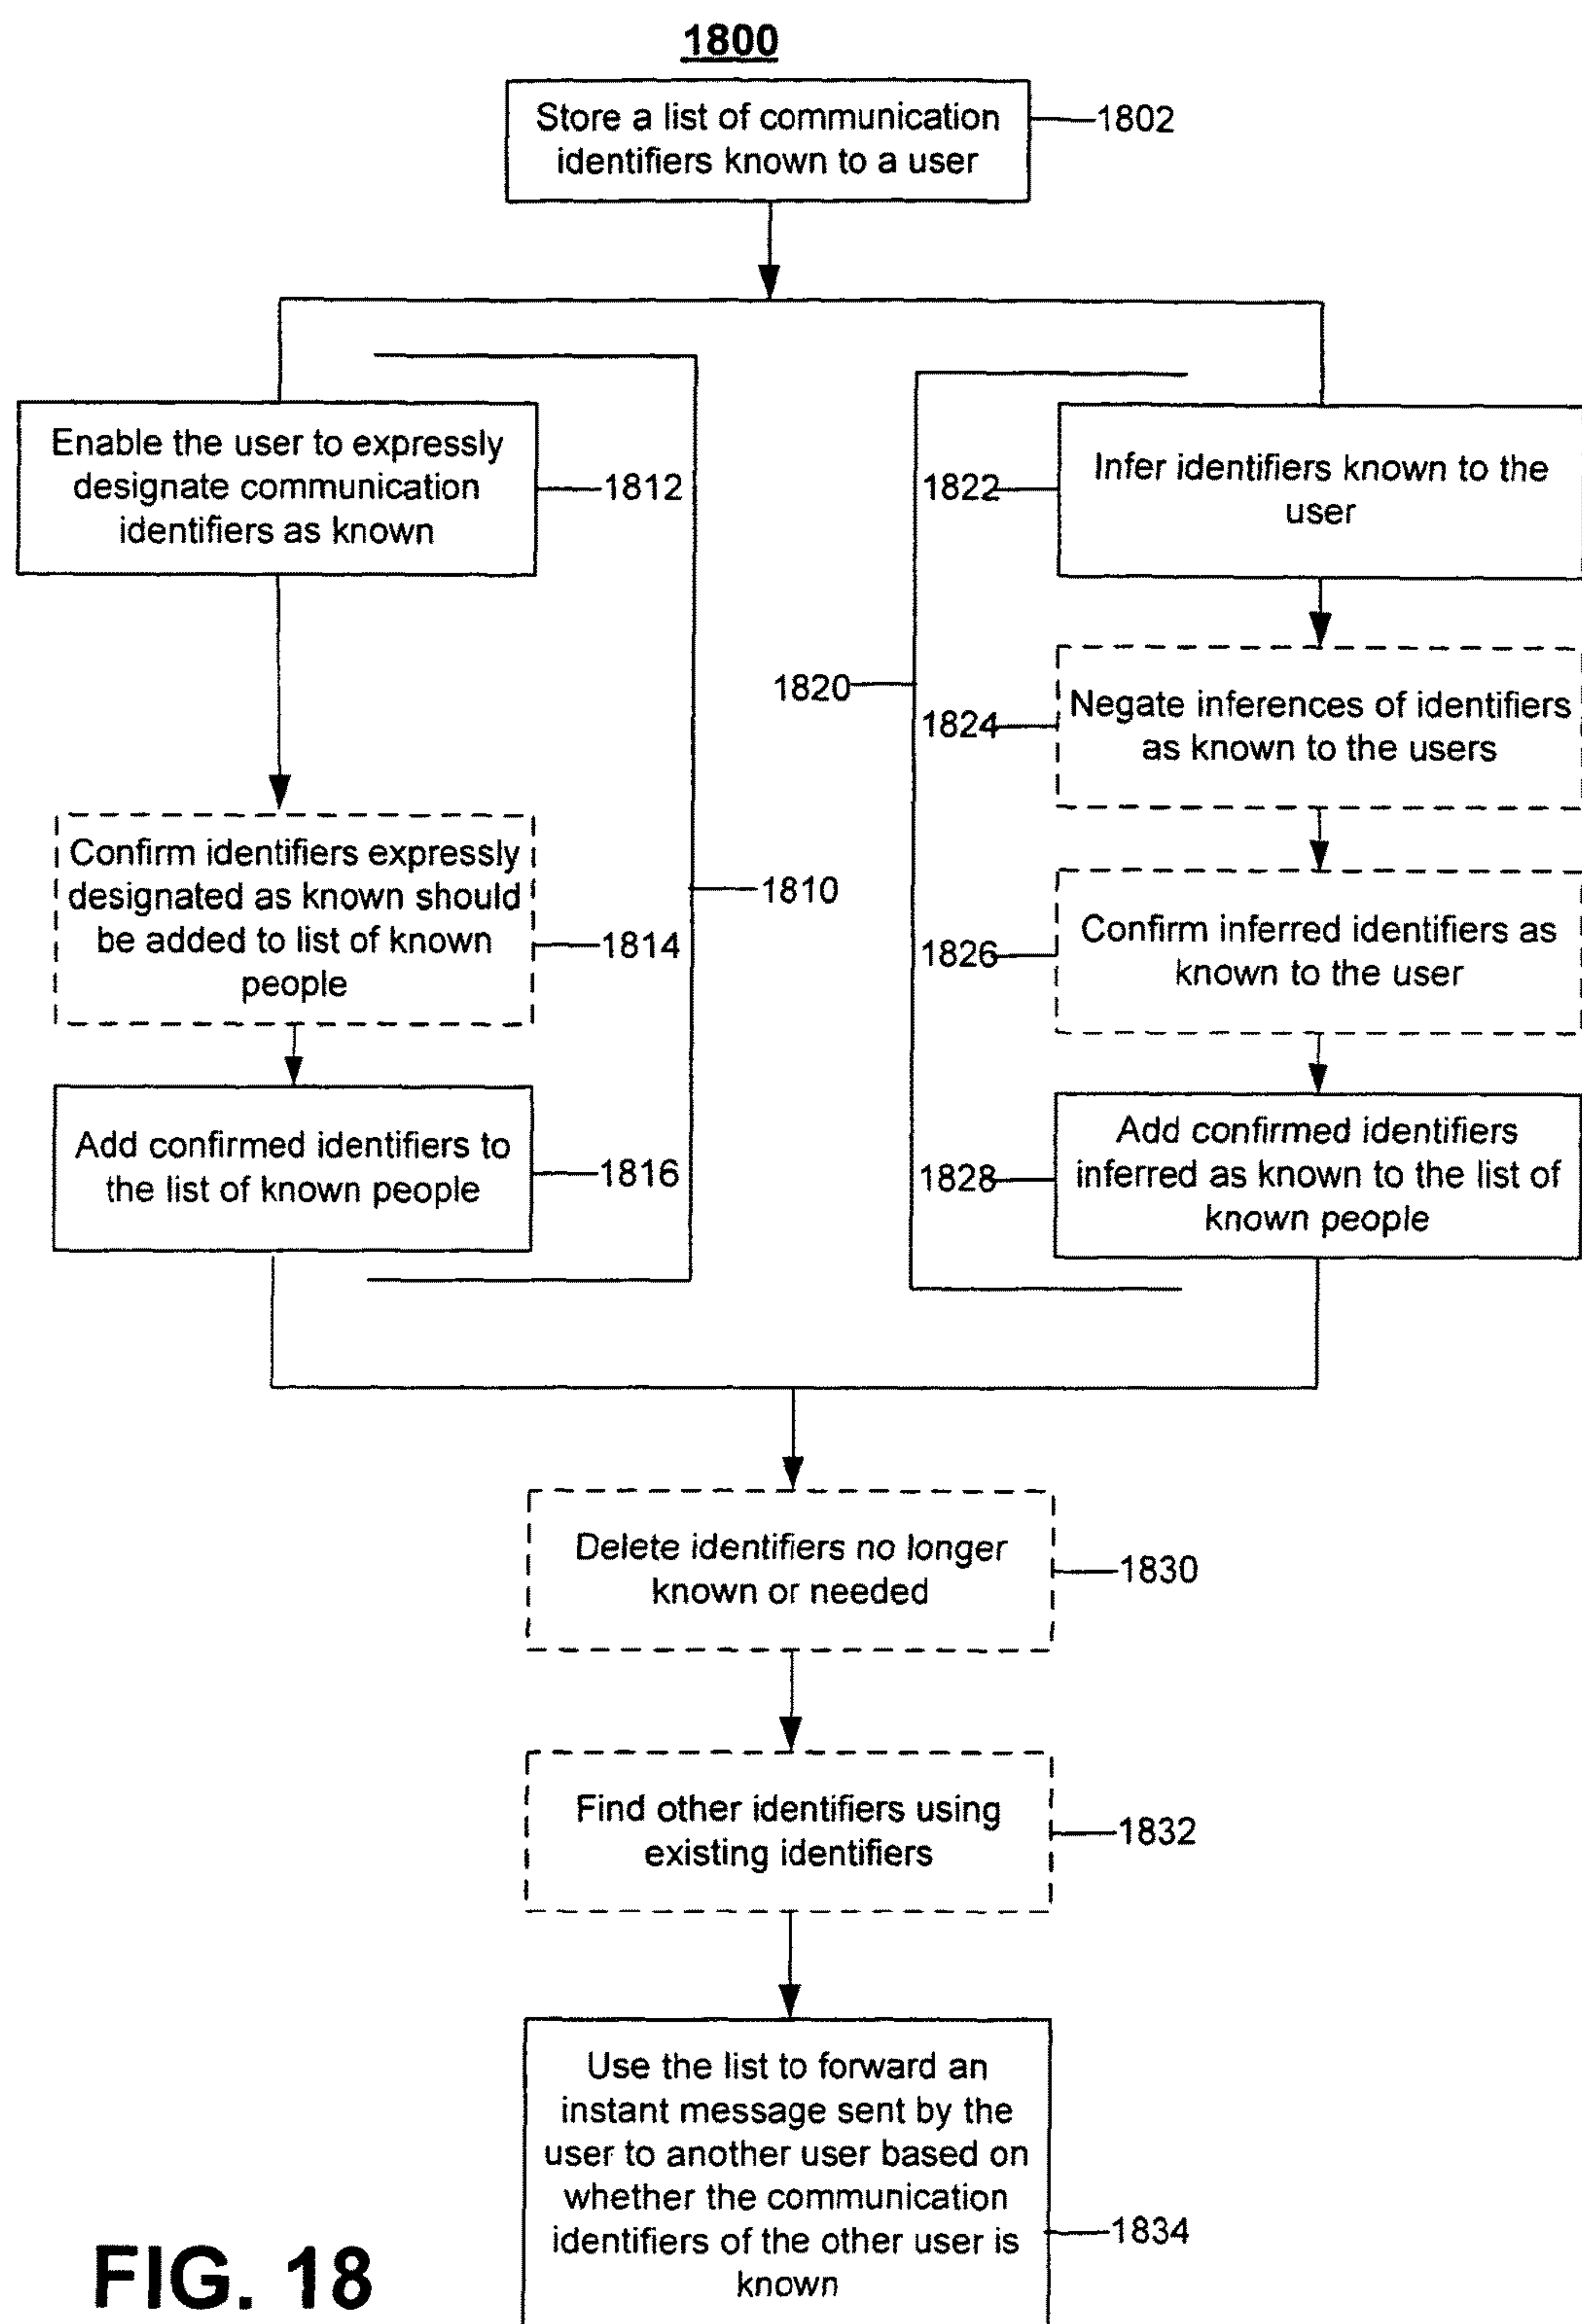 1800
Store a list of communication
identifiers known to a user
1802
Enable the user to expressly
designate communication
identifiers as known
1812
1822
Infer identifiers known to the
user
1820
1824
Negate inferences of identifiers
as known to the users
Confirm identifiers expressly
designated as known should
be added to list of known
people
1814
1810
1826
Confirm inferred identifiers as
known to the user
Add confirmed identifiers to
the list of known people
1816
1828
Add confirmed identifiers
inferred as known to the list of
known people
Delete identifiers no longer
known or needed
1830
Find other identifiers using
existing identifiers
1832
Use the list to forward an
instant message sent by the
user to another user based on
whether the communication
identifiers of the other user is
known
1834
FIG. 18